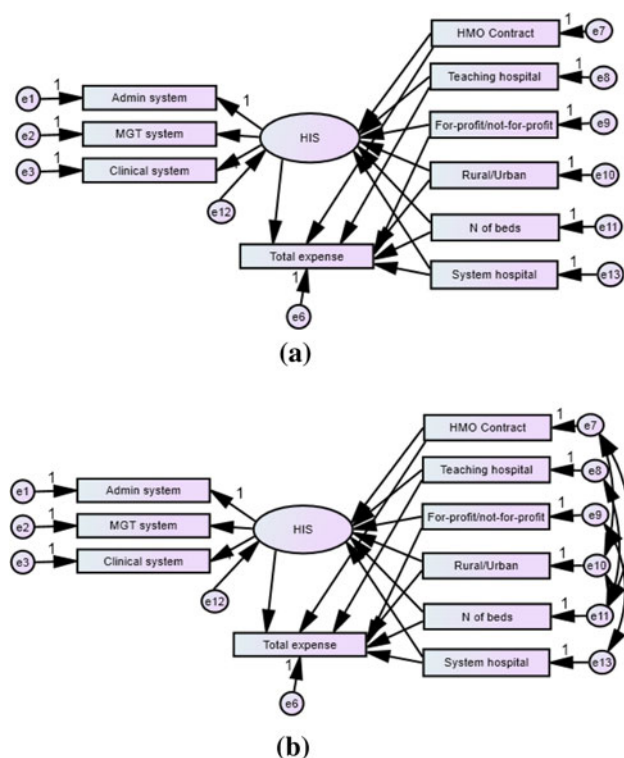 HMO Contract
1
e7
Teaching hospital
1
e8
For-profit/not-for-profit
1
e9
Rural/Urban
1
e10
N of beds
1
e11
System hospital
1
e13
e1
1
Admin system
1
e2
1
MGT system
e3
1
Clinical system
HIS
e12
Total expense
1
e6
(a)
HMO Contract
1
e7
Teaching hospital
1
e8
For-profit/not-for-profit
1
e9
Rural/Urban
1
e10
N of beds
1
e11
System hospital
1
e13
e1
1
Admin system
1
e2
1
MGT system
e3
1
Clinical system
HIS
e12
Total expense
1
e6
(b)